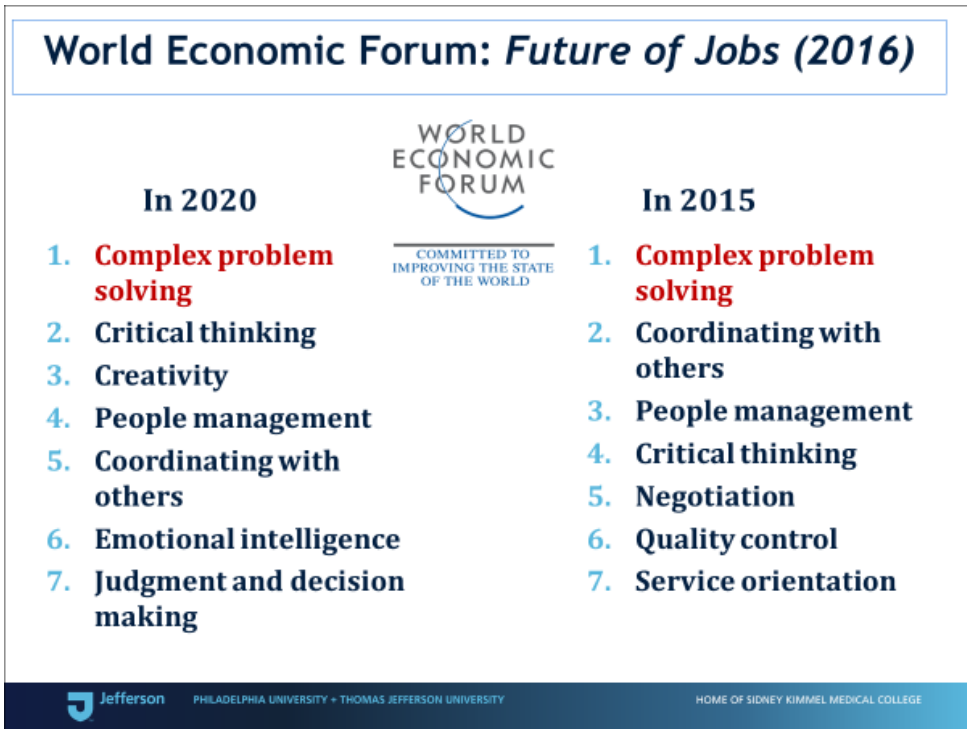 World Economic Forum: Future of Jobs (2016)
WORLD
ECONOMIC
FORUM
COMMITTED TO
IMPROVING THE STATE
OF THE WORLD
In 2020
1. Complex problem
solving
2. Critical thinking
3. Creativity
4. People management
5. Coordinating with
others
6. Emotional intelligence
7. Judgment and decision
making
In 2015
1. Complex problem
solving
2. Coordinating with
others
3. People management
4. Critical thinking
5. Negotiation
6. Quality control
7. Service orientation
Jefferson PHILADELPHIA UNIVERSITY + THOMAS JEFFERSON UNIVERSITY HOME OF SIDNEY KIMMEL MEDICAL COLLEGE